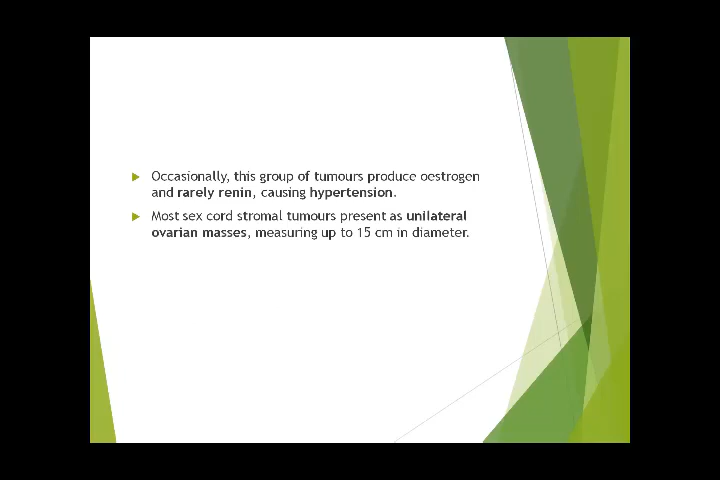 Occasionally, this group of tumours produce oestrogen
and rarely renin, causing hypertension.
Most sex cord stromal tumours present as unilateral
ovarian masses, measuring up to 15 cm in diameter.